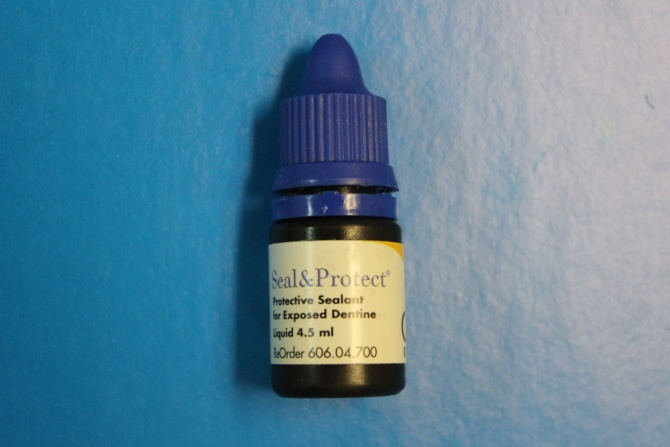 Seal&Protect®
Protective Sealant
for Exposed Dentine
Liquid 4.5 ml
ReOrder 606.04.700